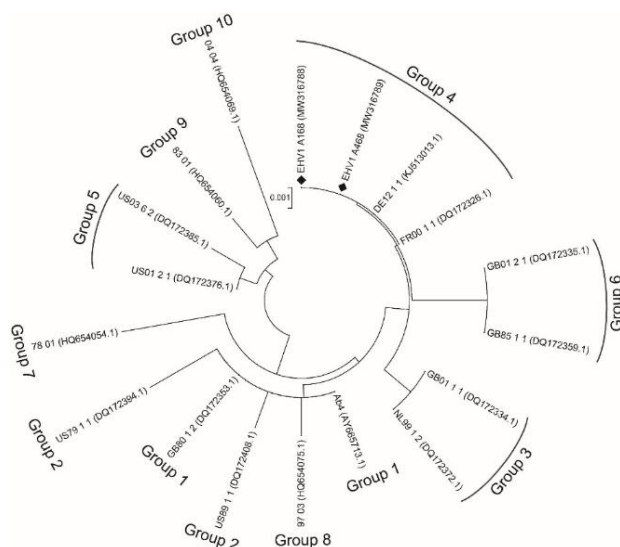 Group 10
04 04 (HQ654069.1)
EHV1 A168 (MW316788)
EHV1 A468 (MW316789)
Group 4
DE12 1 1 (KJ513013.1)
FR00 1 1 (DQ172326.1)
GB01 2 1 (DQ172335.1)
Group 6
GB85 1 1 (DQ172359.1)
GB01 1 1 (DQ172334.1)
NL99 1 2 (DQ172372.1)
Group 3
Ab4 (AY665713.1)
Group 1
97 03 (HQ654075.1)
Group 8
US89 1 1 (DQ172408.1)
Group 2
GB80 1 2 (DQ172353.1)
Group 1
US79 1 1 (DQ172394.1)
Group 2
78 01 (HQ654054.1)
Group 7
US01 2 1 (DQ172376.1)
US03 6 2 (DQ172385.1)
Group 5
83 01 (HQ654060.1)
Group 9
0.001